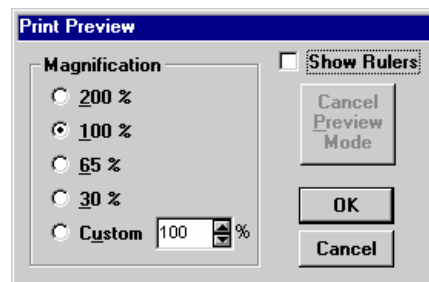 Print Preview
Magnification
200 %
100 %
65 %
30 %
Custom 100 %
Show Rulers
Cancel
Preview
Mode
OK
Cancel